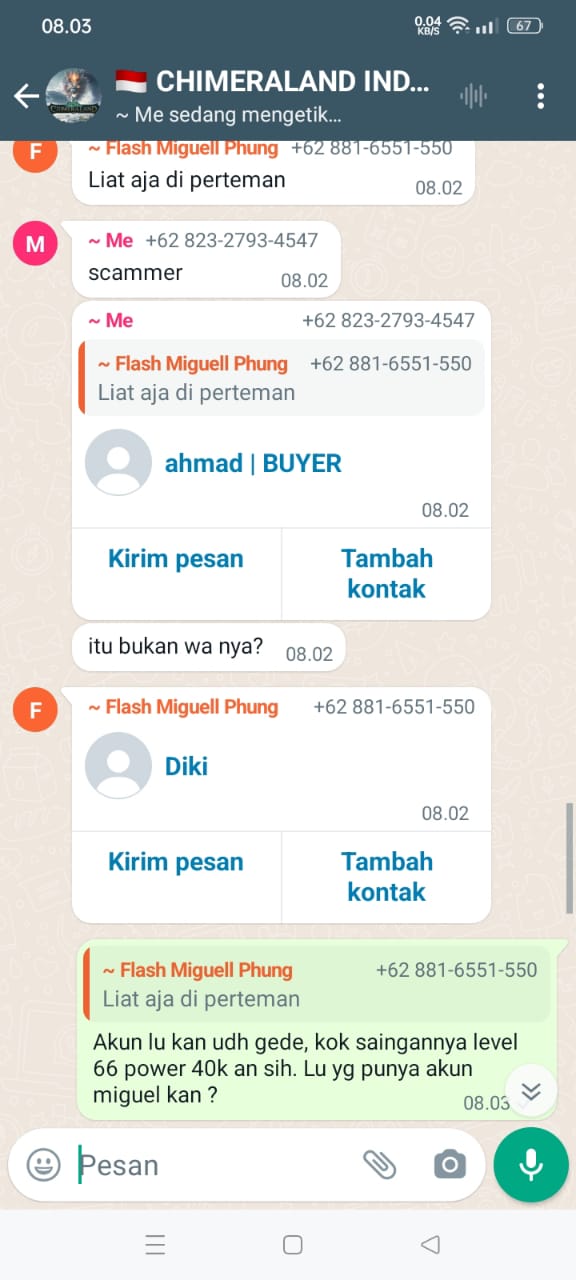 08.03
0.04
KB/S
67
🇮🇩 CHIMERALAND IND...
~ Me sedang mengetik...
F
~ Flash Miguell Phung +62 881-6551-550
Liat aja di perteman
08.02
M
~ Me +62 823-2793-4547
scammer
08.02
~ Me +62 823-2793-4547
~ Flash Miguell Phung +62 881-6551-550
Liat aja di perteman
ahmad | BUYER
08.02
Kirim pesan
Tambah
kontak
itu bukan wa nya?
08.02
F
~ Flash Miguell Phung +62 881-6551-550
Diki
08.02
Kirim pesan
Tambah
kontak
~ Flash Miguell Phung +62 881-6551-550
Liat aja di perteman
Akun lu kan udh gede, kok saingannya level
66 power 40k an sih. Lu yg punya akun
miguel kan ?
08.03
Pesan